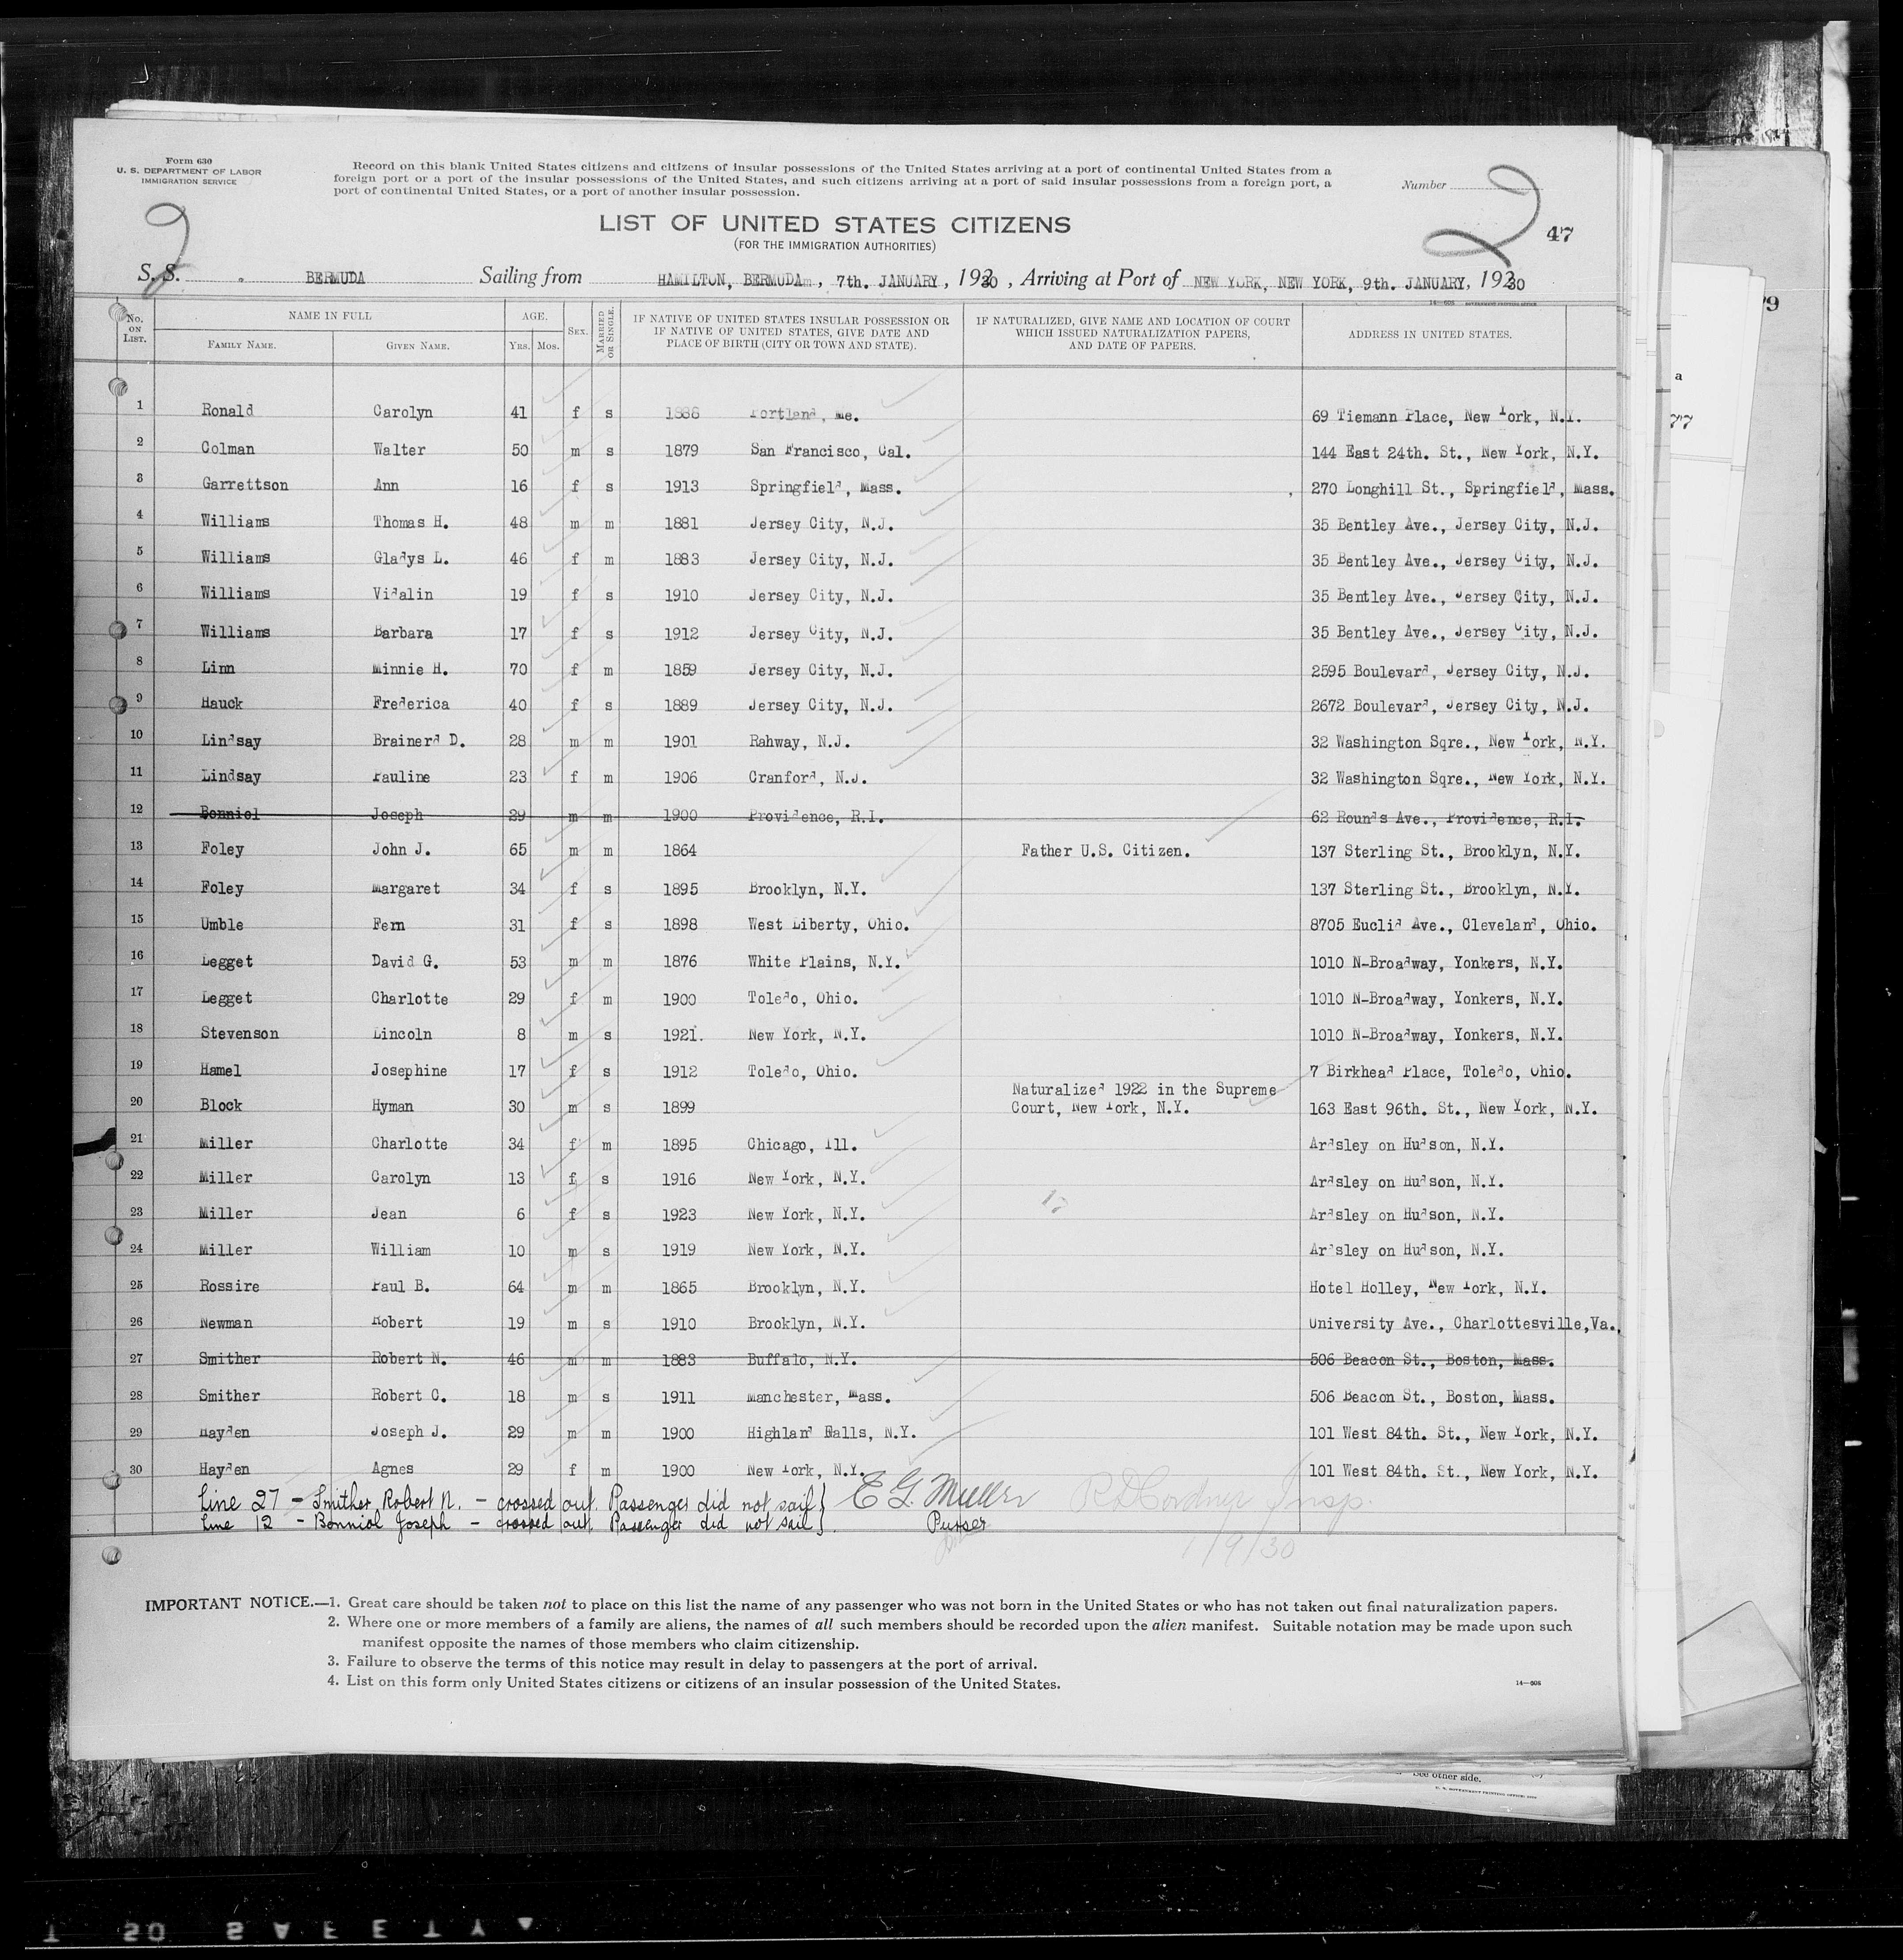 Form 630
U. S. DEPARTMENT OF LABOR
IMMIGRATION SERVICE
Record on this blank United States citizens and citizens of insular possessions of the United States arriving at a port of continental United States from a
foreign port or a port of the insular possessions of the United States, and such citizens arriving at a port of said insular possessions from a foreign port, a
port of continental United States, or a port of another insular possession.
Number
2
2
47
LIST OF UNITED STATES CITIZENS
(FOR THE IMMIGRATION AUTHORITIES)
S. S. BERMUDA Sailing from HAMILTON, BERMUDA, 7th. JANUARY, 1930, Arriving at Port of NEW YORK, NEW YORK, 9th. JANUARY, 1930
No. ON LIST. NAME IN FULL FAMILY NAME. GIVEN NAME. AGE. YRS. MOS. SEX. MARRIED OR SINGLE. IF NATIVE OF UNITED STATES INSULAR POSSESSION OR IF NATIVE OF UNITED STATES, GIVE DATE AND PLACE OF BIRTH (CITY OR TOWN AND STATE). IF NATURALIZED, GIVE NAME AND LOCATION OF COURT WHICH ISSUED NATURALIZATION PAPERS, AND DATE OF PAPERS. ADDRESS IN UNITED STATES.
1 Ronald Carolyn 41 f s 1886 Portland, Me. 69 Tiemann Place, New York, N.Y.
2 Colman Walter 50 m s 1879 San Francisco, Cal. 144 East 24th. St., New York, N.Y.
3 Garrettson Ann 16 f s 1913 Springfield, Mass. 270 Longhill St., Springfield, Mass.
4 Williams Thomas H. 48 m m 1881 Jersey City, N.J. 35 Bentley Ave., Jersey City, N.J.
5 Williams Gladys L. 46 f m 1883 Jersey City, N.J. 35 Bentley Ave., Jersey City, N.J.
6 Williams Vidalin 19 f s 1910 Jersey City, N.J. 35 Bentley Ave., Jersey City, N.J.
7 Williams Barbara 17 f s 1912 Jersey City, N.J. 35 Bentley Ave., Jersey City, N.J.
8 Linn Minnie H. 70 f m 1859 Jersey City, N.J. 2595 Boulevard, Jersey City, N.J.
9 Hauck Frederica 40 f s 1889 Jersey City, N.J. 2672 Boulevard, Jersey City, N.J.
10 Lindsay Brainerd D. 28 m m 1901 Rahway, N.J. 32 Washington Sqre., New York, N.Y.
11 Lindsay Pauline 23 f m 1906 Cranford, N.J. 32 Washington Sqre., New York, N.Y.
12 Bonniol Joseph 29 m m 1900 Providence, R.I. 62 Rounds Ave., Providence, R.I.
13 Foley John J. 65 m m 1864 Father U.S. Citizen. 137 Sterling St., Brooklyn, N.Y.
14 Foley Margaret 34 f s 1895 Brooklyn, N.Y. 137 Sterling St., Brooklyn, N.Y.
15 Umble Fern 31 f s 1898 West Liberty, Ohio. 8705 Euclid Ave., Cleveland, Ohio.
16 Legget David G. 53 m m 1876 White Plains, N.Y. 1010 N-Broadway, Yonkers, N.Y.
17 Legget Charlotte 29 f m 1900 Toledo, Ohio. 1010 N-Broadway, Yonkers, N.Y.
18 Stevenson Lincoln 8 m s 1921. New York, N.Y. 1010 N-Broadway, Yonkers, N.Y.
19 Hamel Josephine 17 f s 1912 Toledo, Ohio. 7 Birkhead Place, Toledo, Ohio.
Naturalized 1922 in the Supreme
20 Block Hyman 30 m s 1899 Court, New York, N.Y. 163 East 96th. St., New York, N.Y.
21 Miller Charlotte 34 f m 1895 Chicago, Ill. Ardsley on Hudson, N.Y.
22 Miller Carolyn 13 f s 1916 New York, N.Y. Ardsley on Hudson, N.Y.
23 Miller Jean 6 f s 1923 New York, N.Y. Ardsley on Hudson, N.Y.
24 Miller William 10 m s 1919 New York, N.Y. Ardsley on Hudson, N.Y.
25 Rossire Paul B. 64 m m 1865 Brooklyn, N.Y. Hotel Holley, New York, N.Y.
26 Newman Robert 19 m s 1910 Brooklyn, N.Y. University Ave., Charlottesville,Va.,
27 Smither Robert N. 46 m m 1883 Buffalo, N.Y. 506 Beacon St., Boston, Mass.
28 Smither Robert C. 18 m s 1911 Manchester, Mass. 506 Beacon St., Boston, Mass.
29 Hayden Joseph J. 29 m m 1900 Highland Falls, N.Y. 101 West 84th. St., New York, N.Y.
30 Hayden Agnes 29 f m 1900 New York, N.Y. 101 West 84th. St., New York, N.Y.
Line 27 - Smither, Robert N. - crossed out. Passenger did not sail} E G. Muller Insp.
Line 12 - Bonniol Joseph - crossed out. Passenger did not sail}. Purser
1/9/30
IMPORTANT NOTICE.—1. Great care should be taken not to place on this list the name of any passenger who was not born in the United States or who has not taken out final naturalization papers.
2. Where one or more members of a family are aliens, the names of all such members should be recorded upon the alien manifest. Suitable notation may be made upon such
manifest opposite the names of those members who claim citizenship.
3. Failure to observe the terms of this notice may result in delay to passengers at the port of arrival.
4. List on this form only United States citizens or citizens of an insular possession of the United States.
14—608
See other side.
SAFETY